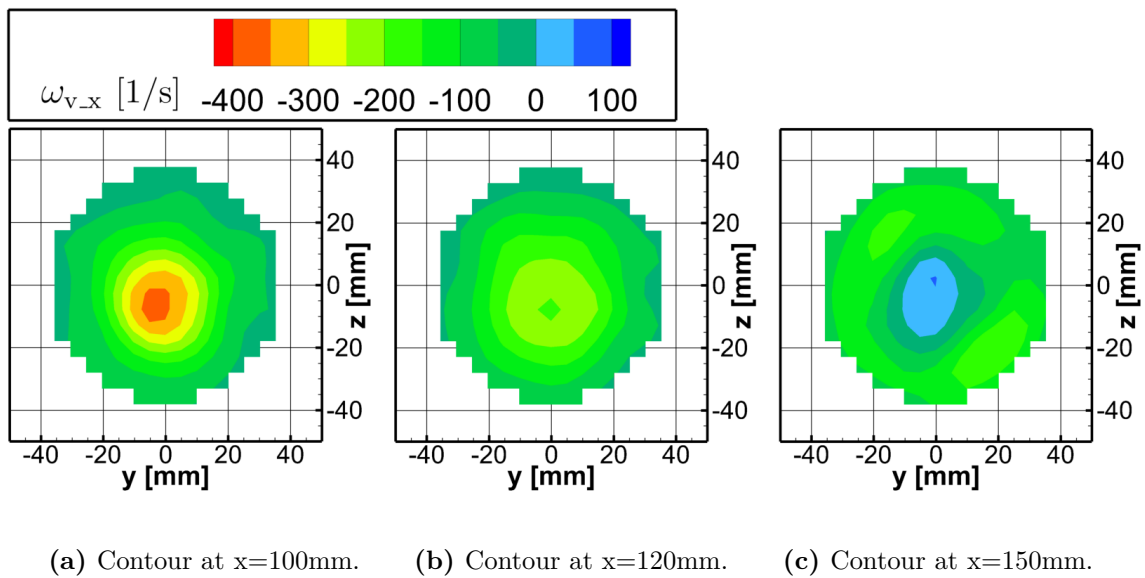 ω_v_x [1/s] -400 -300 -200 -100 0 100
40 40 40
20 20 20
0 0 0
z [mm] z [mm] z [mm]
-20 -20 -20
-40 -40 -40
-40 -20 0 20 40 -40 -20 0 20 40 -40 -20 0 20 40
y [mm] y [mm] y [mm]
(a) Contour at x=100mm. (b) Contour at x=120mm. (c) Contour at x=150mm.